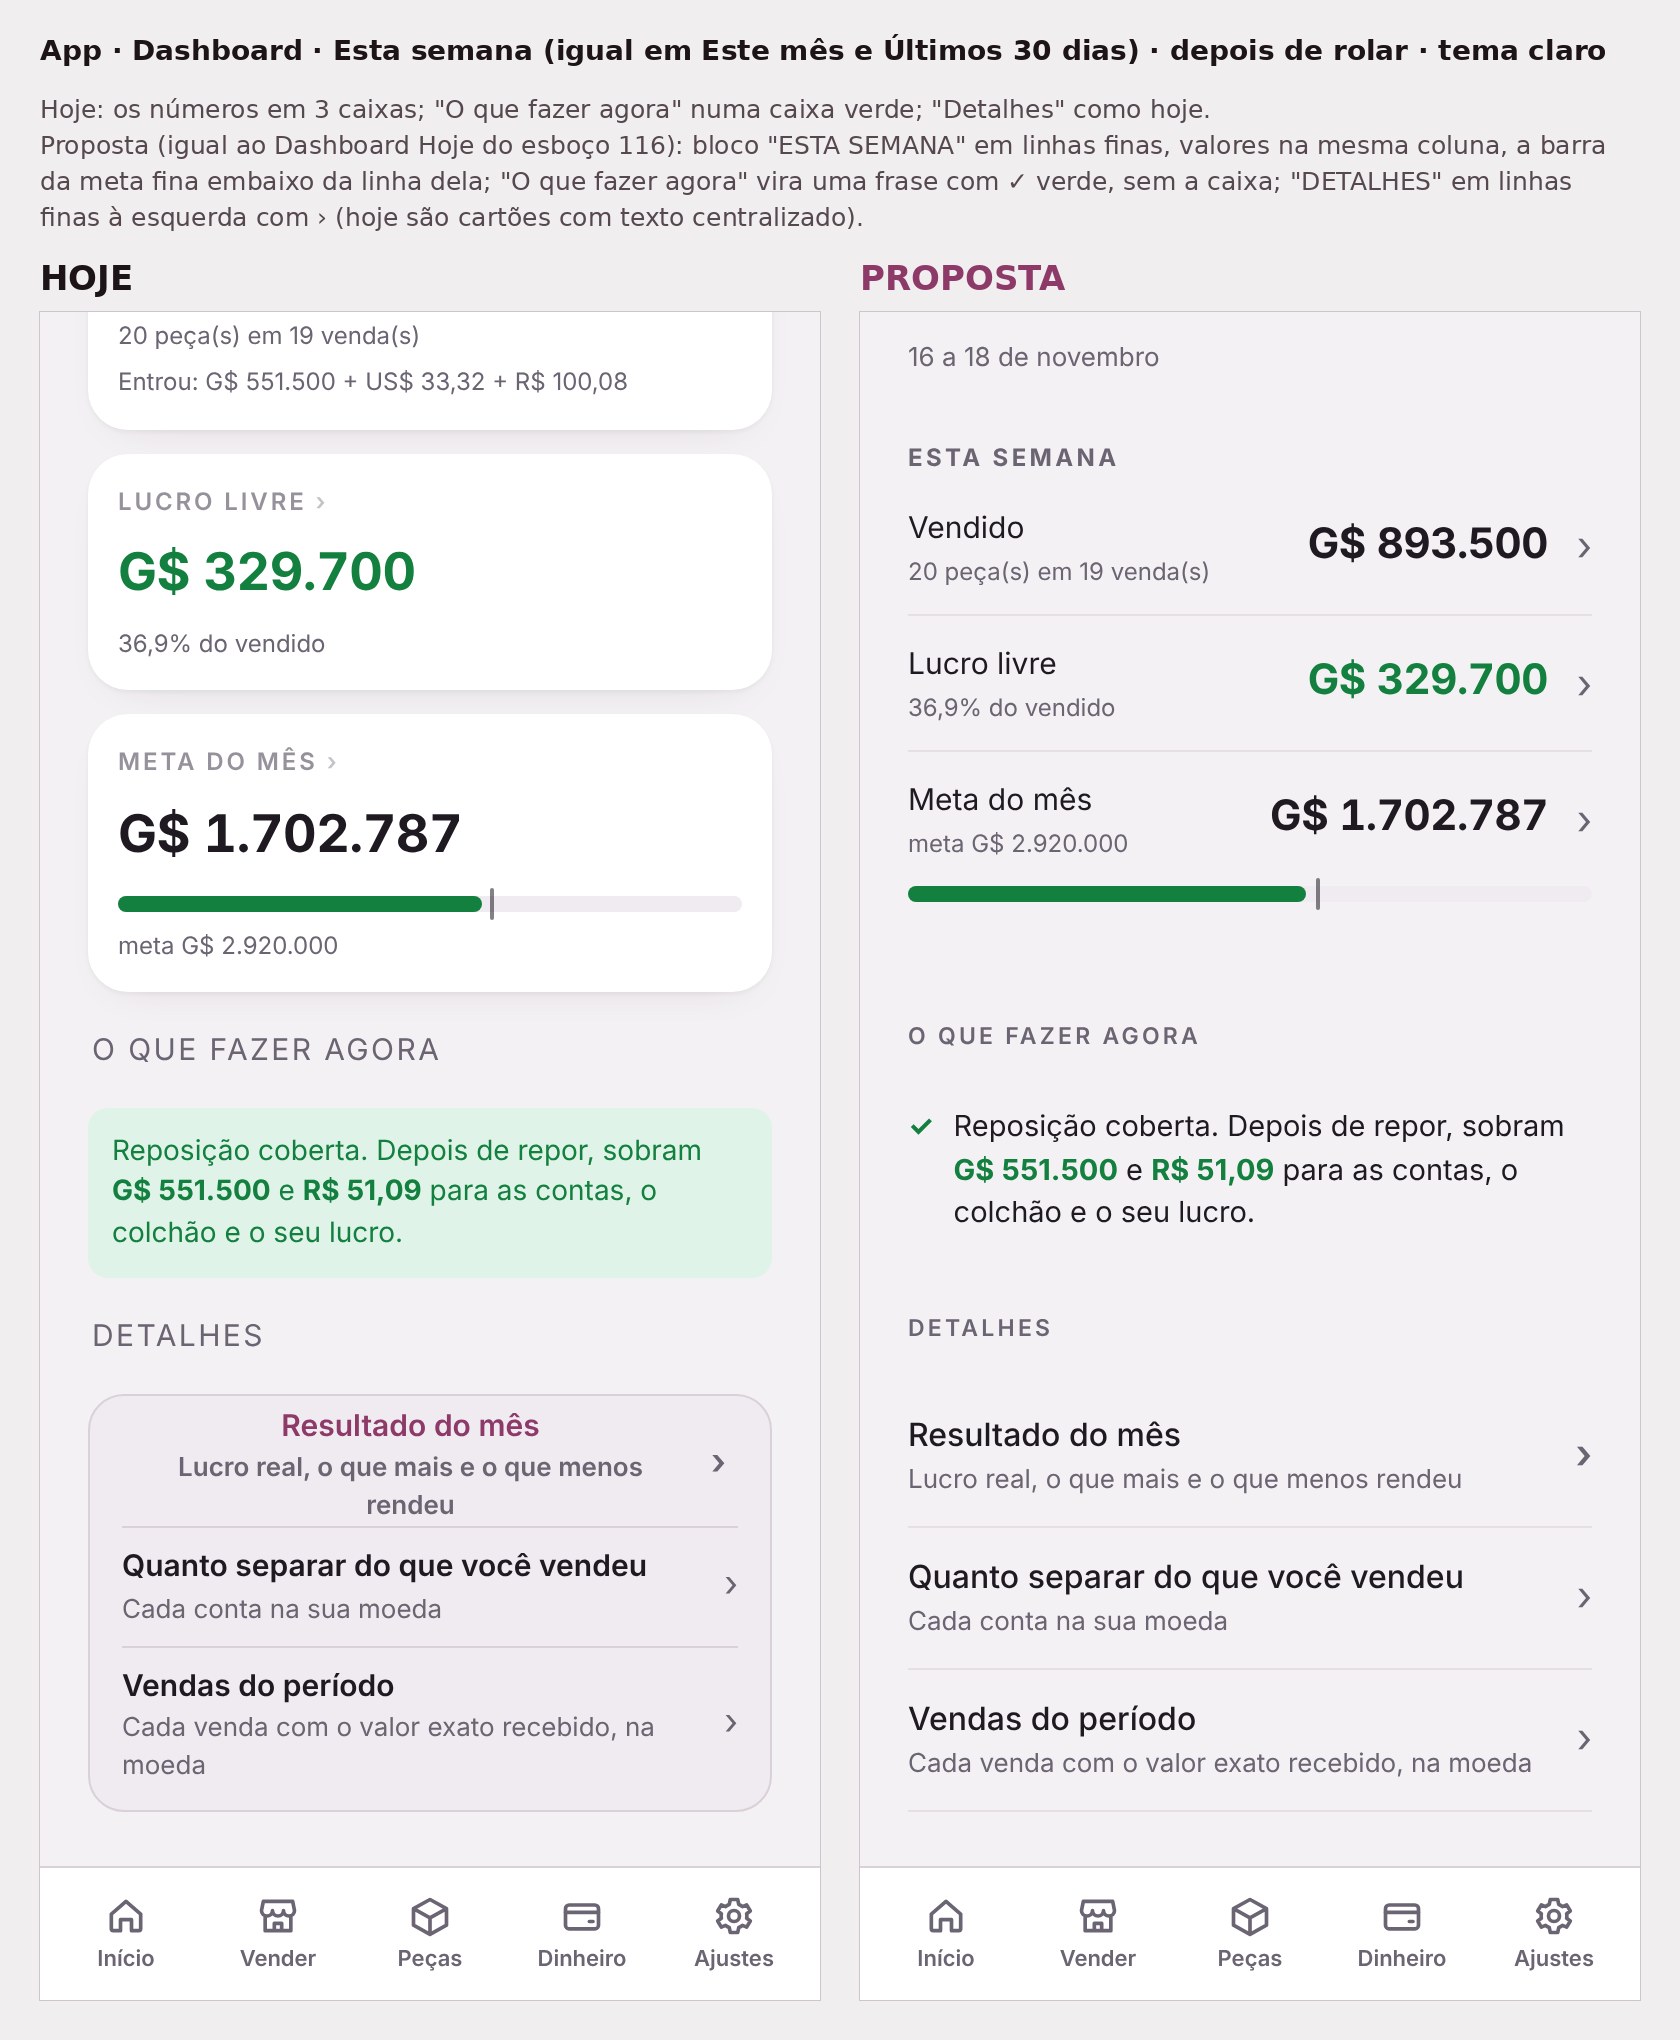 App · Dashboard · Esta semana (igual em Este mês e Últimos 30 dias) · depois de rolar · tema claro
Hoje: os números em 3 caixas; "O que fazer agora" numa caixa verde; "Detalhes" como hoje.
Proposta (igual ao Dashboard Hoje do esboço 116): bloco "ESTA SEMANA" em linhas finas, valores na mesma coluna, a barra
da meta fina embaixo da linha dela; "O que fazer agora" vira uma frase com ✓ verde, sem a caixa; "DETALHES" em linhas
finas à esquerda com › (hoje são cartões com texto centralizado).
HOJE
20 peça(s) em 19 venda(s)
Entrou: G$ 551.500 + US$ 33,32 + R$ 100,08
LUCRO LIVRE ›
G$ 329.700
36,9% do vendido
META DO MÊS ›
G$ 1.702.787
meta G$ 2.920.000
O QUE FAZER AGORA
Reposição coberta. Depois de repor, sobram
G$ 551.500 e R$ 51,09 para as contas, o
colchão e o seu lucro.
DETALHES
Resultado do mês
Lucro real, o que mais e o que menos
rendeu
›
Quanto separar do que você vendeu
Cada conta na sua moeda
›
Vendas do período
Cada venda com o valor exato recebido, na
moeda
›
Início
Vender
Peças
Dinheiro
Ajustes
PROPOSTA
16 a 18 de novembro
ESTA SEMANA
Vendido
20 peça(s) em 19 venda(s)
G$ 893.500 ›
Lucro livre
36,9% do vendido
G$ 329.700 ›
Meta do mês
meta G$ 2.920.000
G$ 1.702.787 ›
O QUE FAZER AGORA
✓ Reposição coberta. Depois de repor, sobram
G$ 551.500 e R$ 51,09 para as contas, o
colchão e o seu lucro.
DETALHES
Resultado do mês
Lucro real, o que mais e o que menos rendeu
›
Quanto separar do que você vendeu
Cada conta na sua moeda
›
Vendas do período
Cada venda com o valor exato recebido, na moeda
›
Início
Vender
Peças
Dinheiro
Ajustes